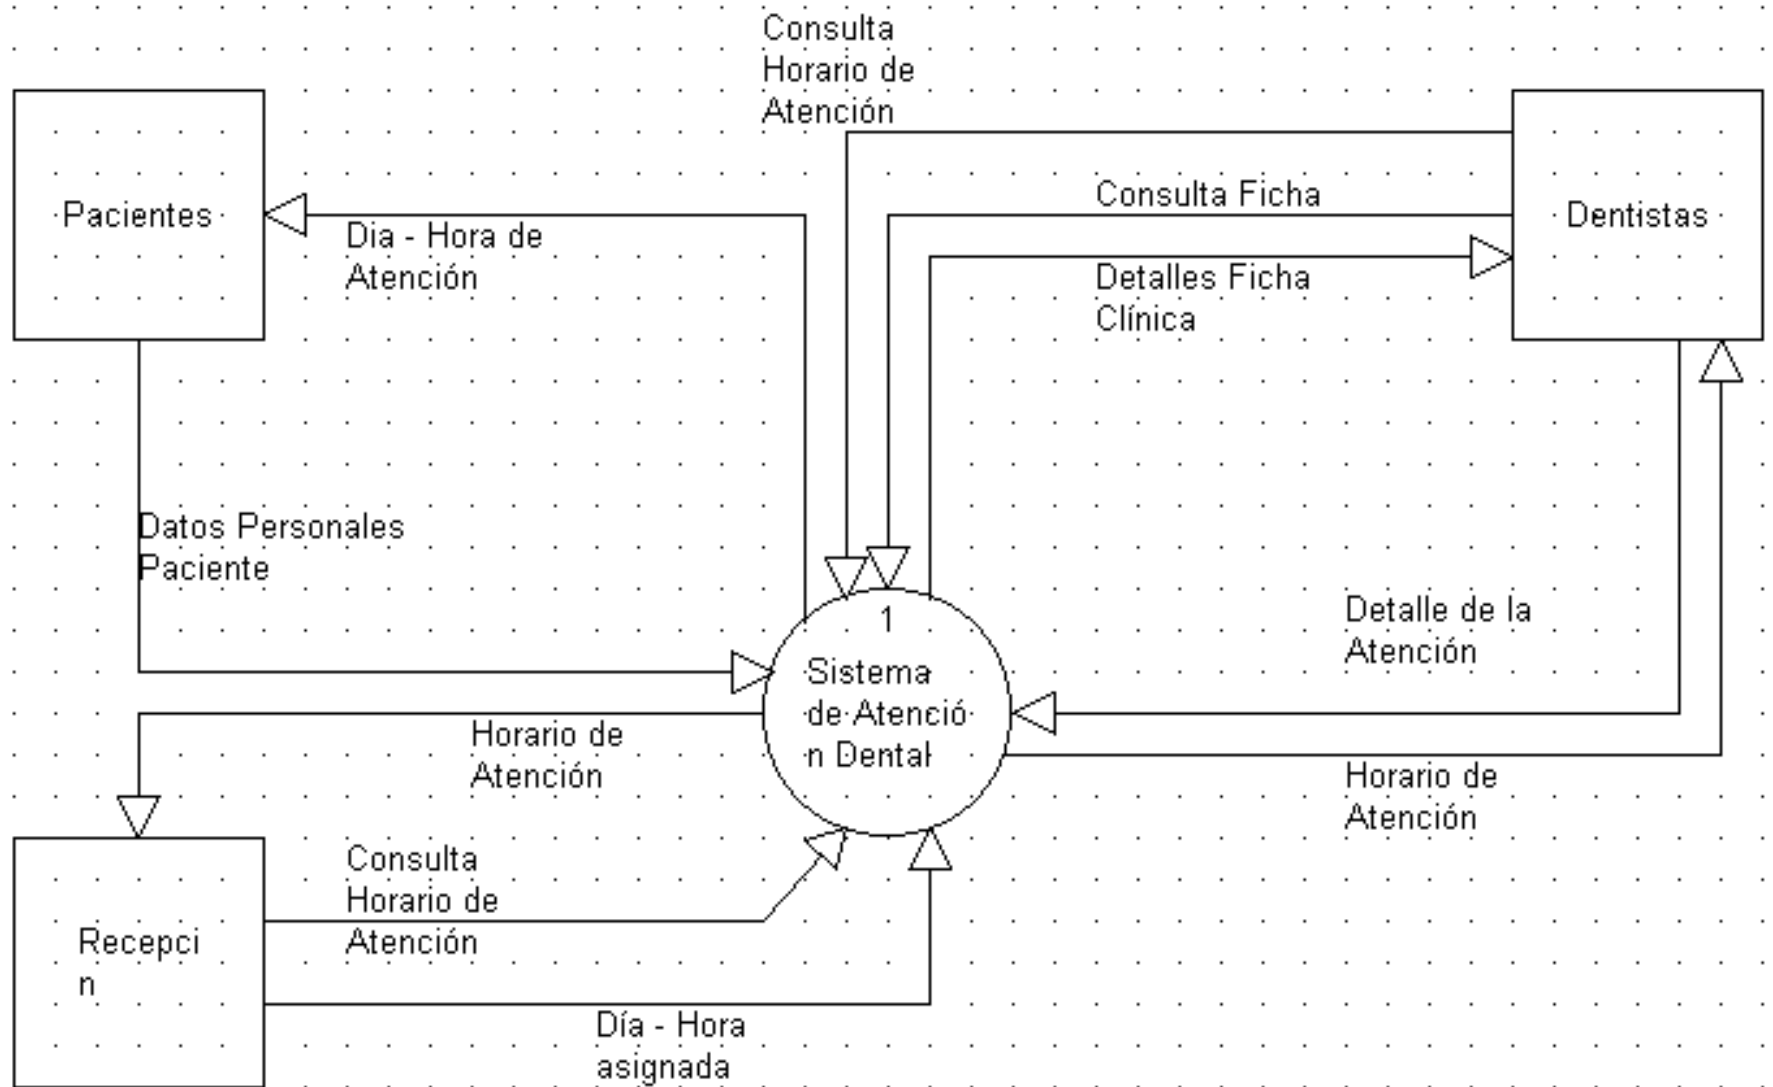 Consulta
Horario de
Atención
Pacientes
Dia - Hora de
Atención
Consulta Ficha
Detalles Ficha
Clínica
Dentistas
Datos Personales
Paciente
1
Sistema
de Atenció
n Dental
Detalle de la
Atención
Horario de
Atención
Horario de
Atención
Recepci
n
Consulta
Horario de
Atención
Día - Hora
asignada